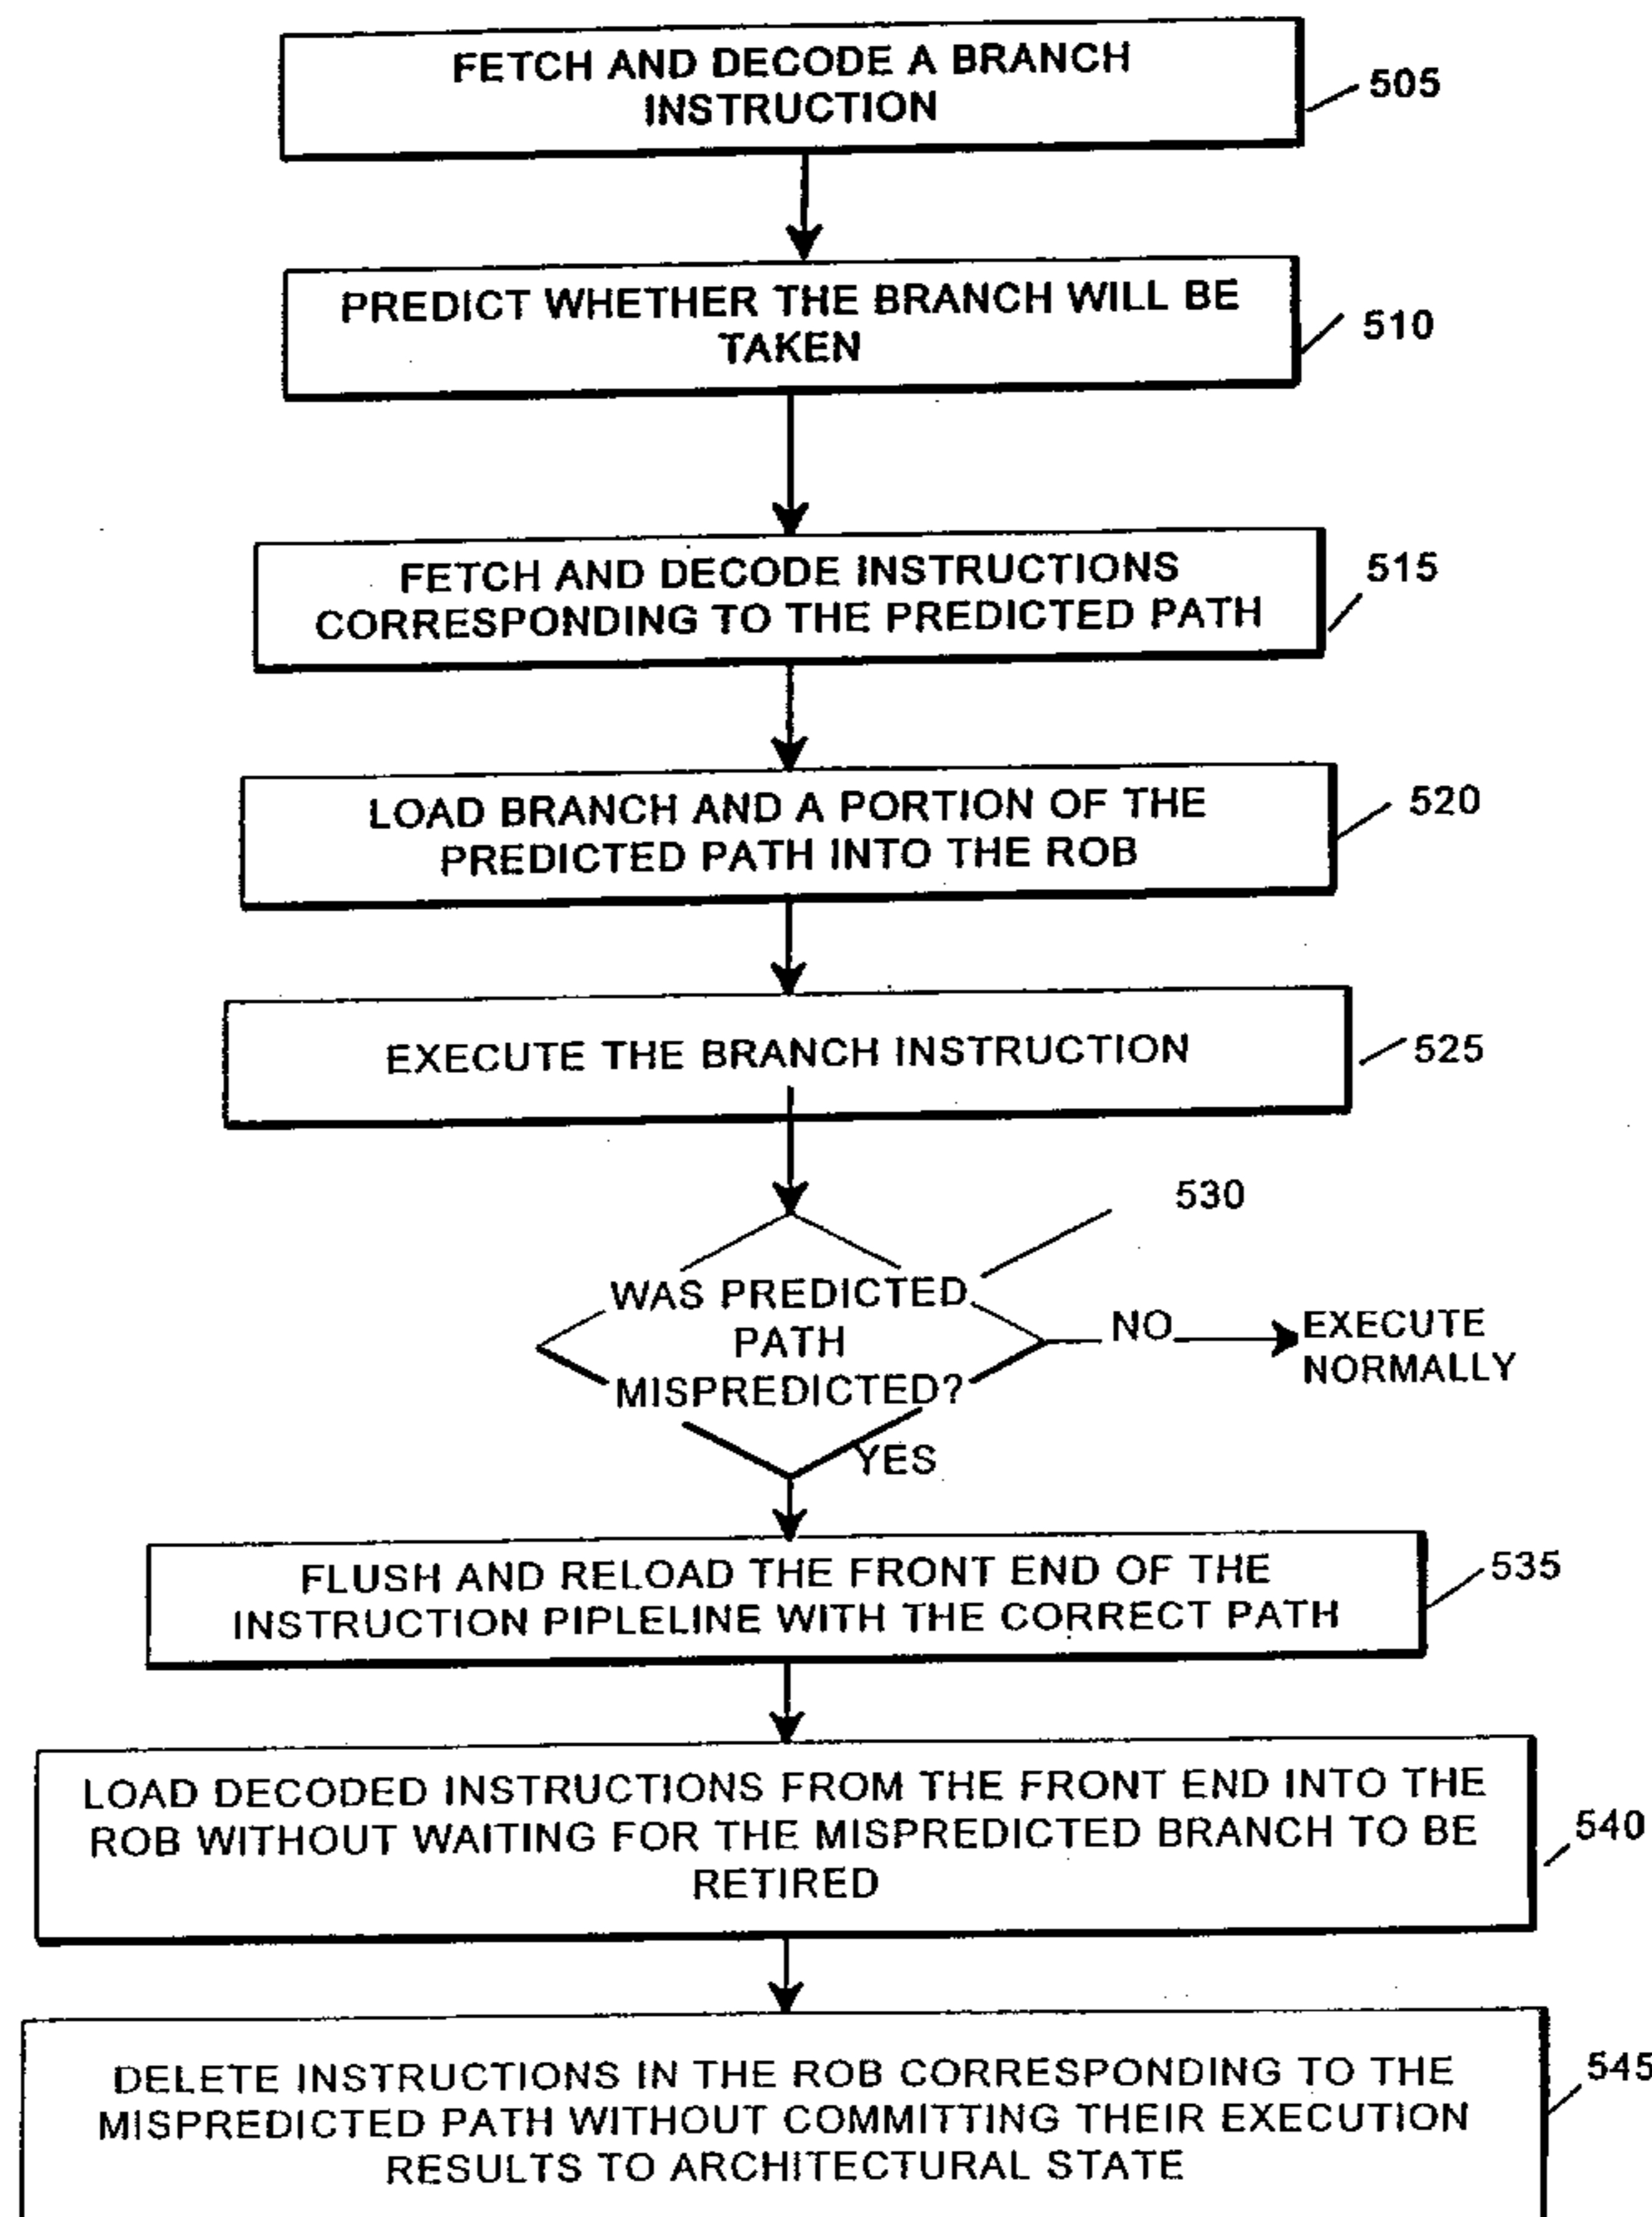 FETCH AND DECODE A BRANCH
INSTRUCTION
505
PREDICT WHETHER THE BRANCH WILL BE
TAKEN
510
FETCH AND DECODE INSTRUCTIONS
CORRESPONDING TO THE PREDICTED PATH
515
LOAD BRANCH AND A PORTION OF THE
PREDICTED PATH INTO THE ROB
520
EXECUTE THE BRANCH INSTRUCTION
525
530
WAS PREDICTED
PATH
MISPREDICTED?
NO
EXECUTE
NORMALLY
YES
FLUSH AND RELOAD THE FRONT END OF THE
INSTRUCTION PIPLELINE WITH THE CORRECT PATH
535
LOAD DECODED INSTRUCTIONS FROM THE FRONT END INTO THE
ROB WITHOUT WAITING FOR THE MISPREDICTED BRANCH TO BE
RETIRED
540
DELETE INSTRUCTIONS IN THE ROB CORRESPONDING TO THE
MISPREDICTED PATH WITHOUT COMMITTING THEIR EXECUTION
RESULTS TO ARCHITECTURAL STATE
545